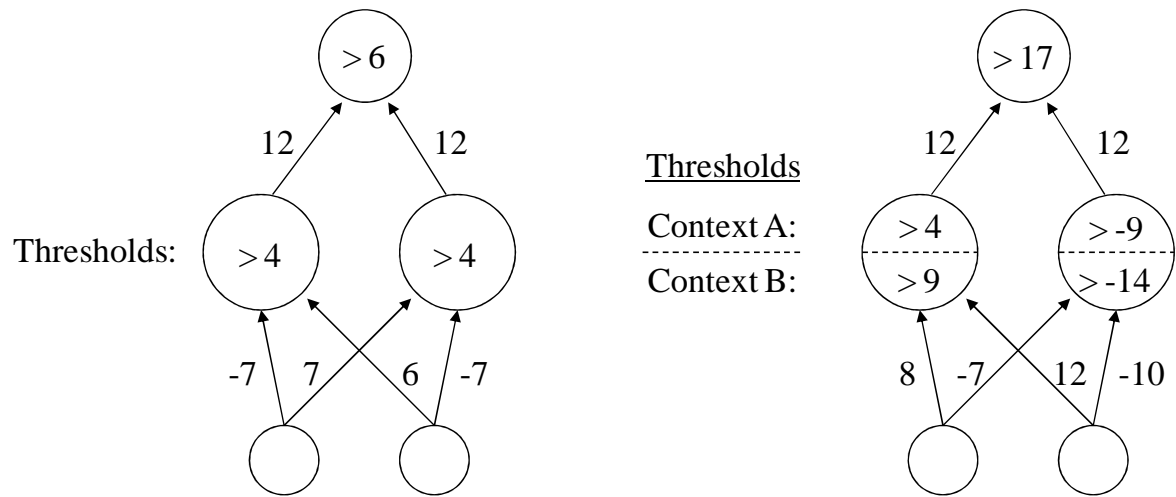 > 6
12 12
Thresholds:
> 4 > 4
-7 7 6 -7
> 17
12 12
Thresholds
Context A:
> 4 > -9
Context B:
> 9 > -14
8 -7 12 -10